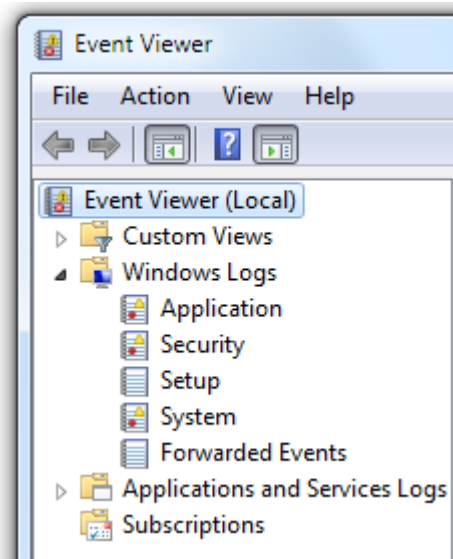 Event Viewer
File Action View Help
Event Viewer (Local)
Custom Views
Windows Logs
Application
Security
Setup
System
Forwarded Events
Applications and Services Logs
Subscriptions